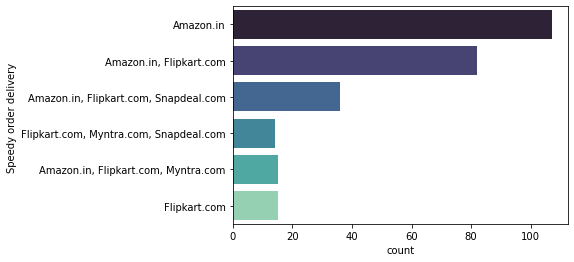 Speedy order delivery
Amazon.in
Amazon.in, Flipkart.com
Amazon.in, Flipkart.com, Snapdeal.com
Flipkart.com, Myntra.com, Snapdeal.com
Amazon.in, Flipkart.com, Myntra.com
Flipkart.com
0 20 40 60 80 100
count